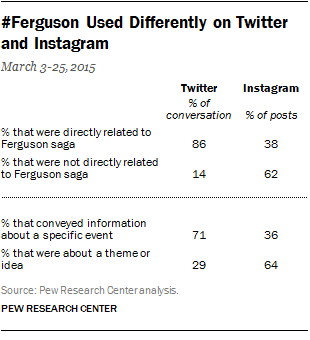 #Ferguson Used Differently on Twitter
and Instagram
March 3-25, 2015
Twitter Instagram
% of
conversation % of posts
% that were directly related to
Ferguson saga 86 38
% that were not directly related
to Ferguson saga 14 62
% that conveyed information
about a specific event 71 36
% that were about a theme or
idea 29 64
Source: Pew Research Center analysis.
PEW RESEARCH CENTER